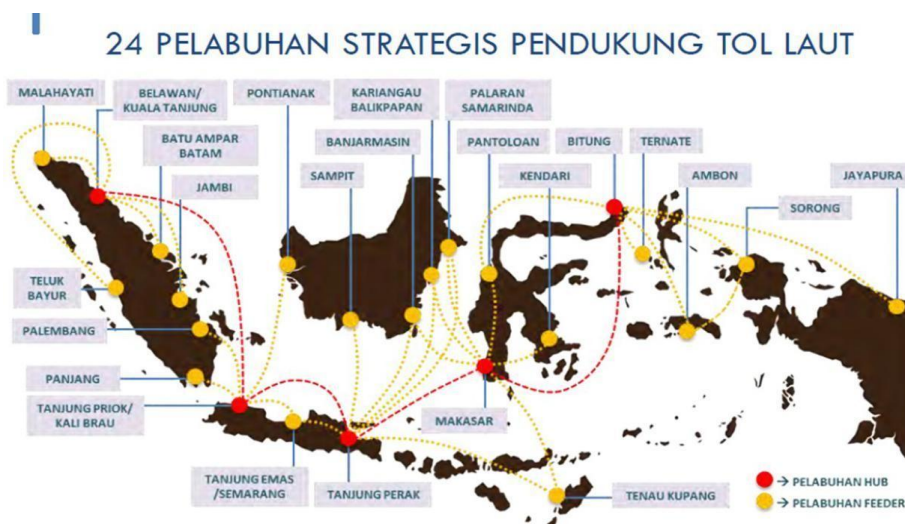 24 PELABUHAN STRATEGIS PENDUKUNG TOL LAUT
MALAHAYATI
BELAWAN/
KUALA TANJUNG
PONTIANAK
KARIANGAU
BALIKPAPAN
PALARAN
SAMARINDA
BATU AMPAR
BATAM
BANJARMASIN
PANTOLOAN
BITUNG
TERNATE
JAMBI
SAMPIT
KENDARI
AMBON
JAYAPURA
SORONG
TELUK
BAYUR
PALEMBANG
PANJANG
TANJUNG PRIOK/
KALI BRAU
MAKASAR
TANJUNG EMAS
/SEMARANG
TANJUNG PERAK
TENAU KUPANG
→ PELABUHAN HUB
→ PELABUHAN FEEDER